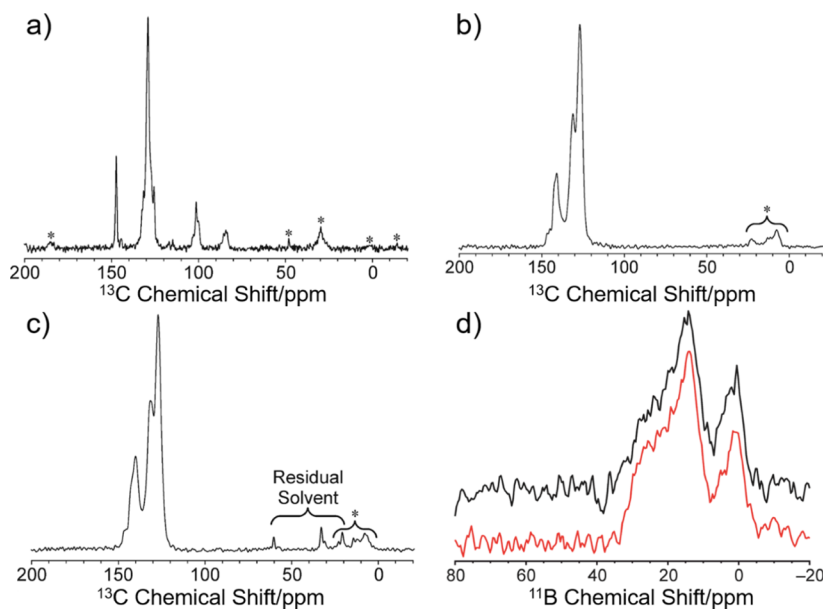 a)
*
*
*
*
*
200 150 100 50 0
¹³C Chemical Shift/ppm
b)
*
200 150 100 50 0
¹³C Chemical Shift/ppm
c)
Residual
Solvent
*
200 150 100 50 0
¹³C Chemical Shift/ppm
d)
80 60 40 20 0 –20
¹¹B Chemical Shift/ppm